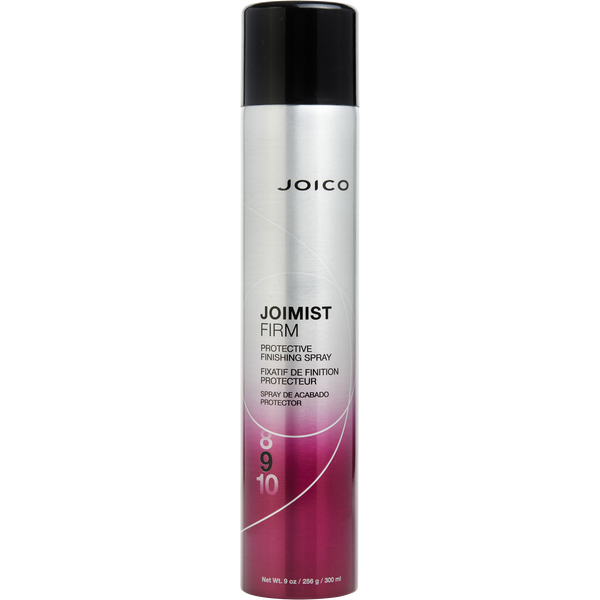 JOICO
JOIMIST
FIRM
PROTECTIVE
FINISHING SPRAY
FIXATIF DE FINITION
PROTECTEUR
SPRAY DE ACABADO
PROTECTOR
8
9
10
Net Wt. 9 oz / 256 g / 300 ml